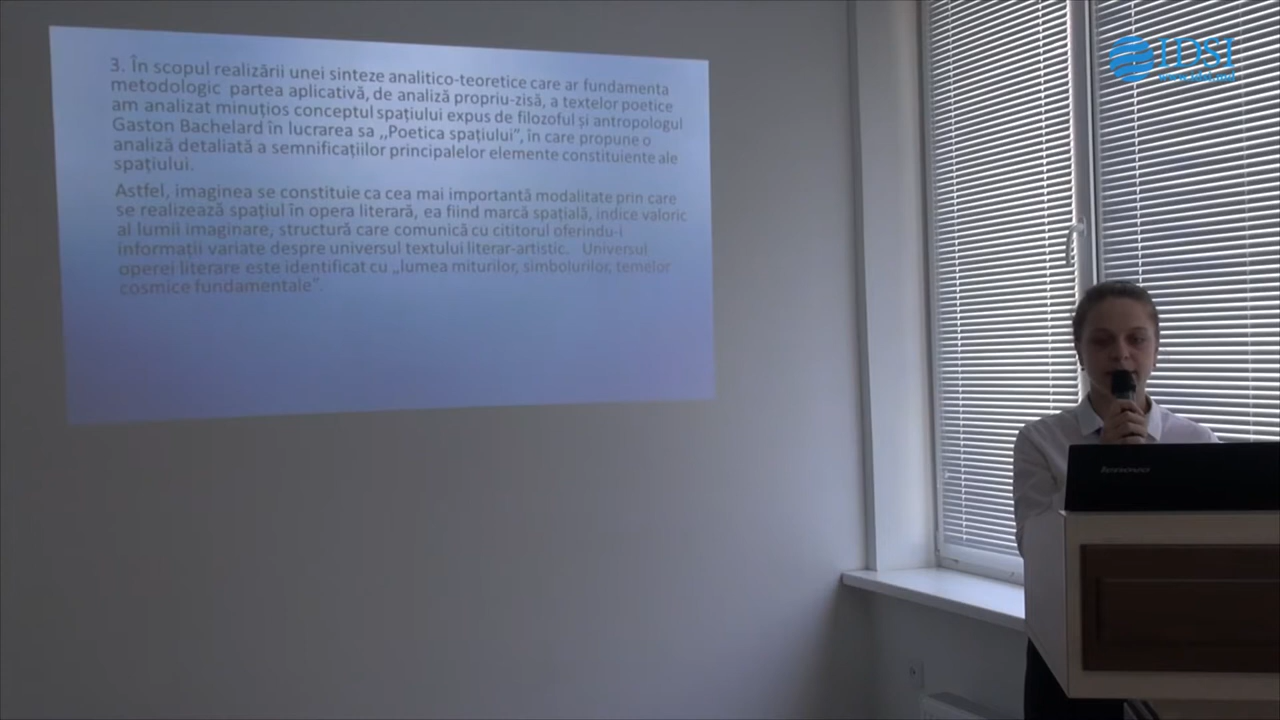 3. În scopul realizării unei sinteze analitico-teoretice care ar fundamenta
metodologic partea aplicativă, de analiză propriu-zisă, a textelor poetice
am analizat minuțios conceptul spațiului expus de filozoful și antropologul
Gaston Bachelard în lucrarea sa ,,Poetica spațiului”, în care propune o
analiză detaliată a semnificațiilor principalelor elemente constituiente ale
spațiului.
Astfel, imaginea se constituie ca cea mai importantă modalitate prin care
se realizează spațiul în opera literară, ea fiind marcă spațială, indice valoric
al lumii imaginare, structură care comunică cu cititorul oferindu-i
informații variate despre universul textului literar-artistic. Universul
operei literare este identificat cu „lumea miturilor, simbolurilor, temelor
cosmice fundamentale”.
IDSI
www.idsi.md
lenovo